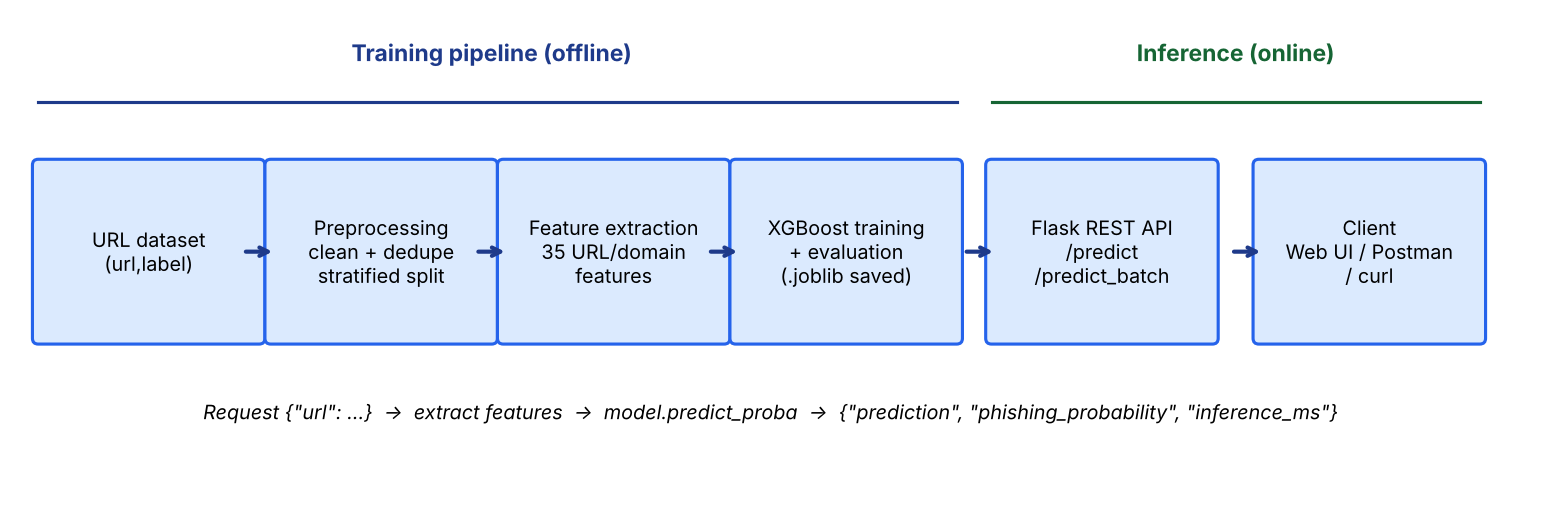 Training pipeline (offline)
Inference (online)
URL dataset
(url,label)
Preprocessing
clean + dedupe
stratified split
Feature extraction
35 URL/domain
features
XGBoost training
+ evaluation
(.joblib saved)
Flask REST API
/predict
/predict_batch
Client
Web UI / Postman
/ curl
Request {"url": ...} → extract features → model.predict_proba → {"prediction", "phishing_probability", "inference_ms"}